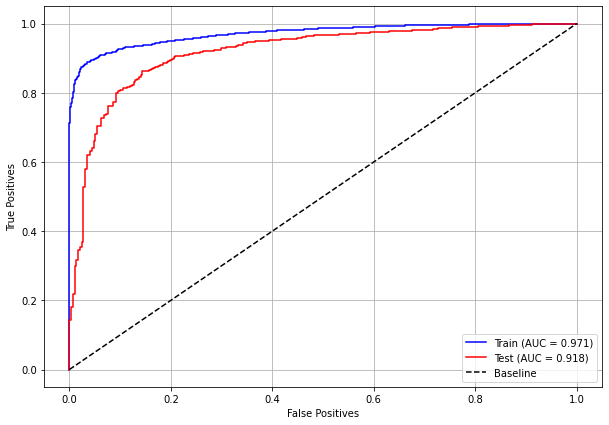 1.0
0.8
0.6
0.4
0.2
0.0
True Positives
0.0 0.2 0.4 0.6 0.8 1.0
False Positives
Train (AUC = 0.971)
Test (AUC = 0.918)
Baseline